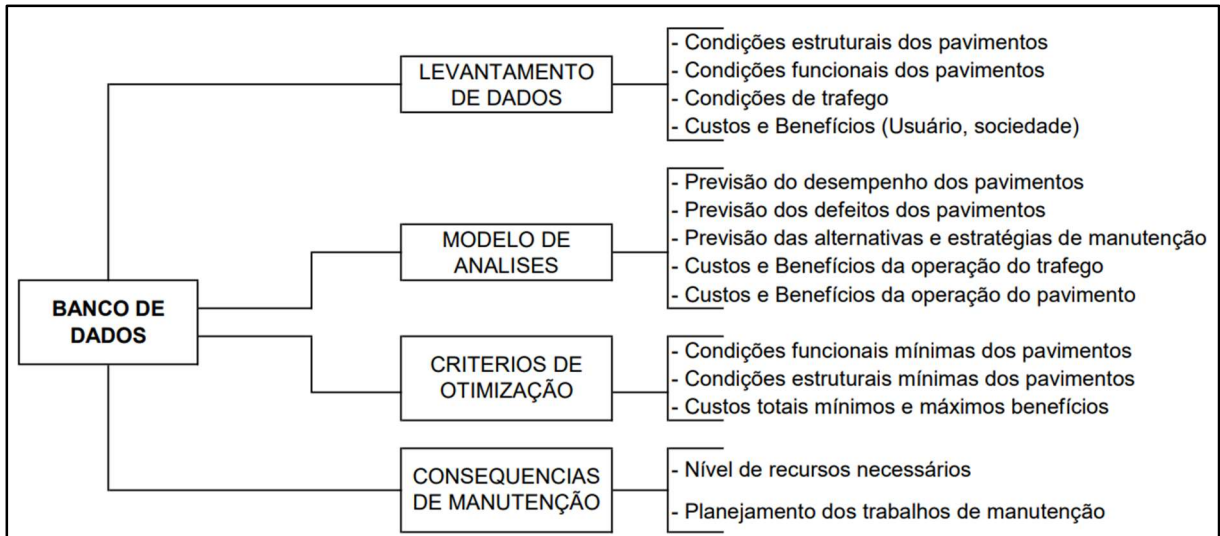 BANCO DE
DADOS
LEVANTAMENTO
DE DADOS
- Condições estruturais dos pavimentos
- Condições funcionais dos pavimentos
- Condições de trafego
- Custos e Benefícios (Usuário, sociedade)
MODELO DE
ANALISES
- Previsão do desempenho dos pavimentos
- Previsão dos defeitos dos pavimentos
- Previsão das alternativas e estratégias de manutenção
- Custos e Benefícios da operação do trafego
- Custos e Benefícios da operação do pavimento
CRITERIOS DE
OTIMIZAÇÃO
- Condições funcionais mínimas dos pavimentos
- Condições estruturais mínimas dos pavimentos
- Custos totais mínimos e máximos benefícios
CONSEQUENCIAS
DE MANUTENÇÃO
- Nível de recursos necessários
- Planejamento dos trabalhos de manutenção